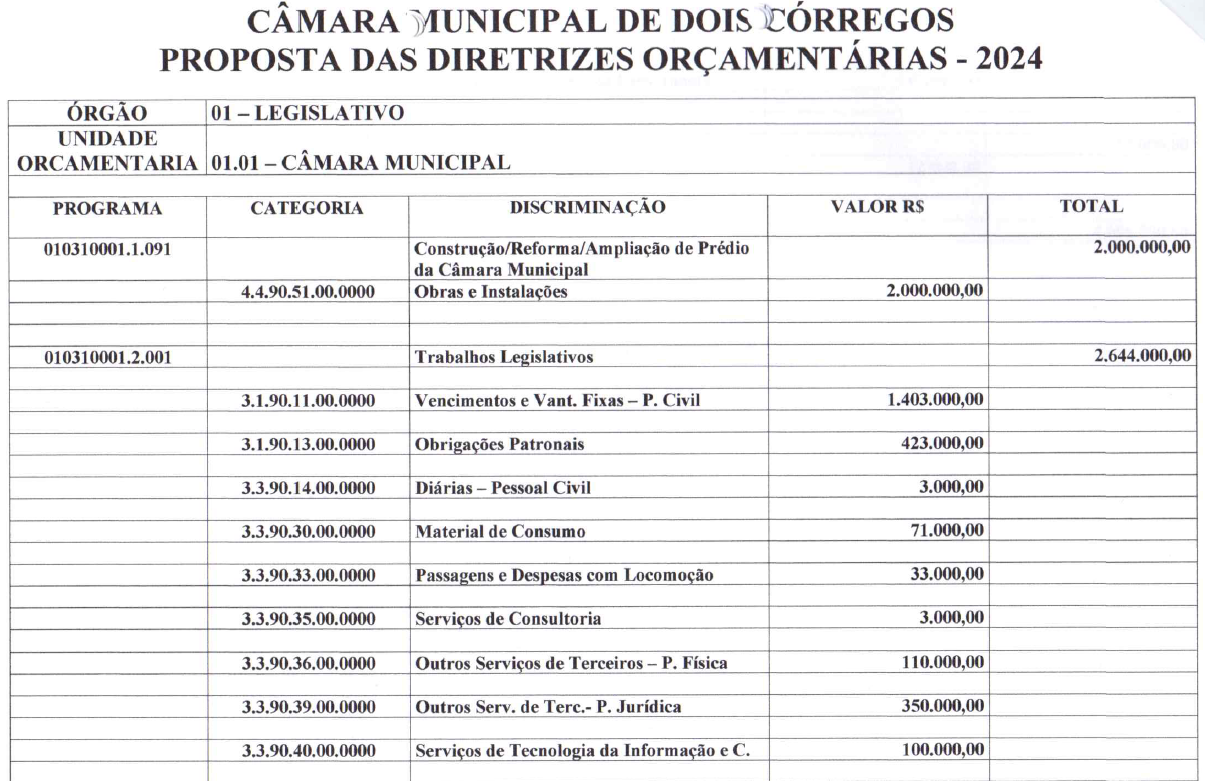 CÂMARA MUNICIPAL DE DOIS CÓRREGOS
PROPOSTA DAS DIRETRIZES ORÇAMENTÁRIAS - 2024
ÓRGÃO 01 – LEGISLATIVO
UNIDADE
ORCAMENTARIA 01.01 – CÂMARA MUNICIPAL
PROGRAMA CATEGORIA DISCRIMINAÇÃO VALOR R$ TOTAL
010310001.1.091 Construção/Reforma/Ampliação de Prédio 2.000.000,00
da Câmara Municipal
4.4.90.51.00.0000 Obras e Instalações 2.000.000,00
010310001.2.001 Trabalhos Legislativos 2.644.000,00
3.1.90.11.00.0000 Vencimentos e Vant. Fixas – P. Civil 1.403.000,00
3.1.90.13.00.0000 Obrigações Patronais 423.000,00
3.3.90.14.00.0000 Diárias – Pessoal Civil 3.000,00
3.3.90.30.00.0000 Material de Consumo 71.000,00
3.3.90.33.00.0000 Passagens e Despesas com Locomoção 33.000,00
3.3.90.35.00.0000 Serviços de Consultoria 3.000,00
3.3.90.36.00.0000 Outros Serviços de Terceiros – P. Física 110.000,00
3.3.90.39.00.0000 Outros Serv. de Terc.- P. Jurídica 350.000,00
3.3.90.40.00.0000 Serviços de Tecnologia da Informação e C. 100.000,00